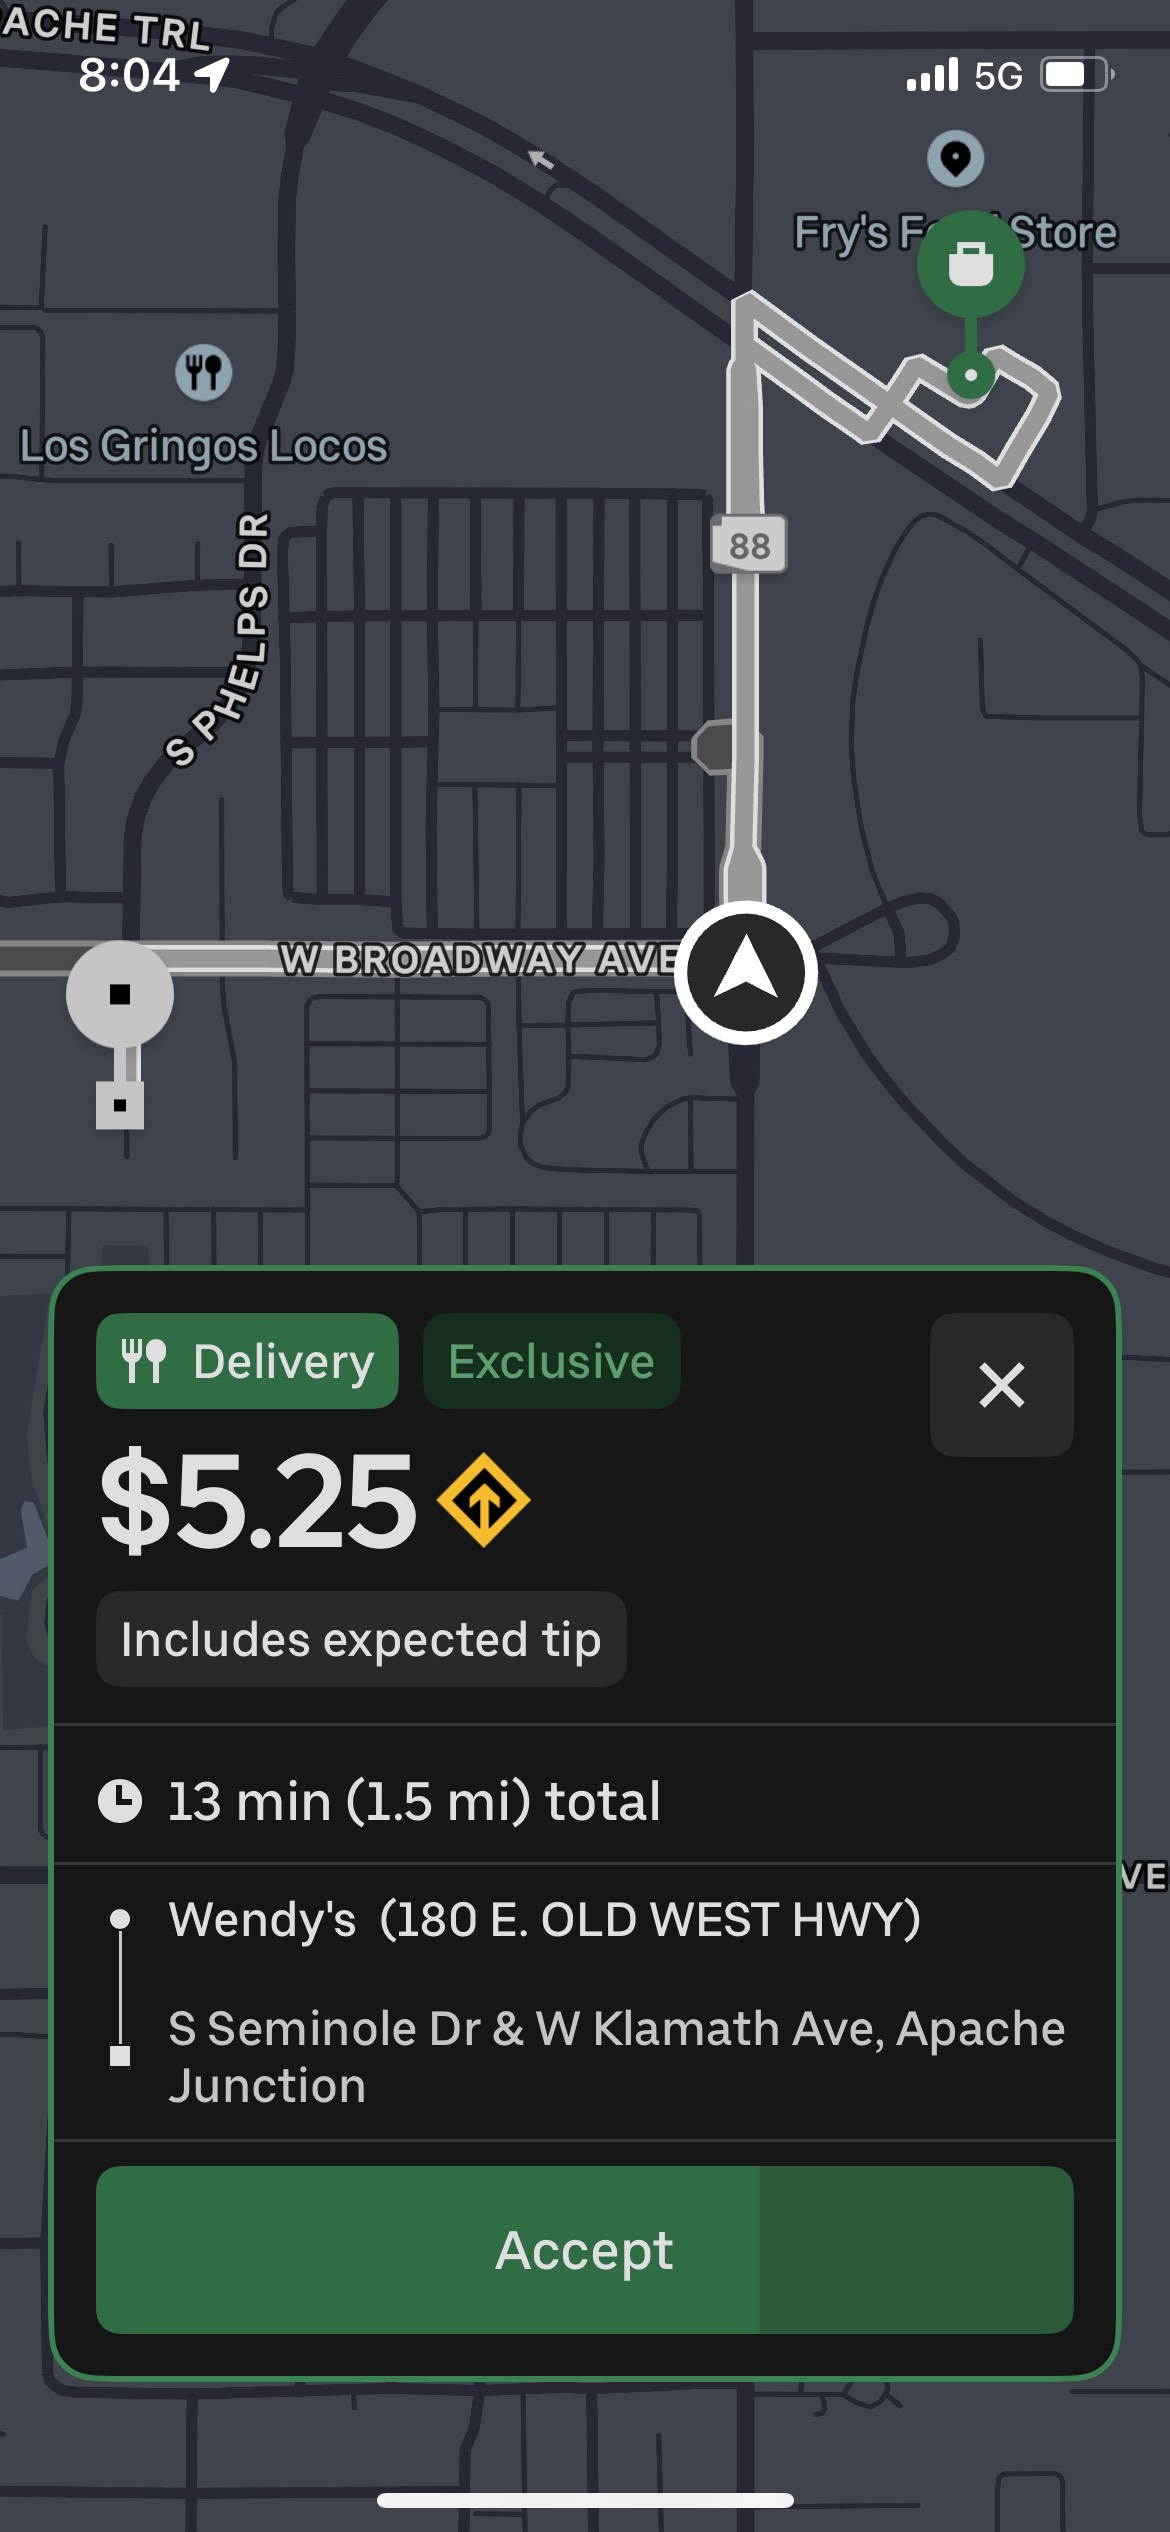 ACHE TRL
8:04
5G
Fry's F Store
Los Gringos Locos
S PHELPS DR
88
W BROADWAY AVE
Delivery
Exclusive
$5.25
Includes expected tip
13 min (1.5 mi) total
VE
Wendy's (180 E. OLD WEST HWY)
S Seminole Dr & W Klamath Ave, Apache
Junction
Accept